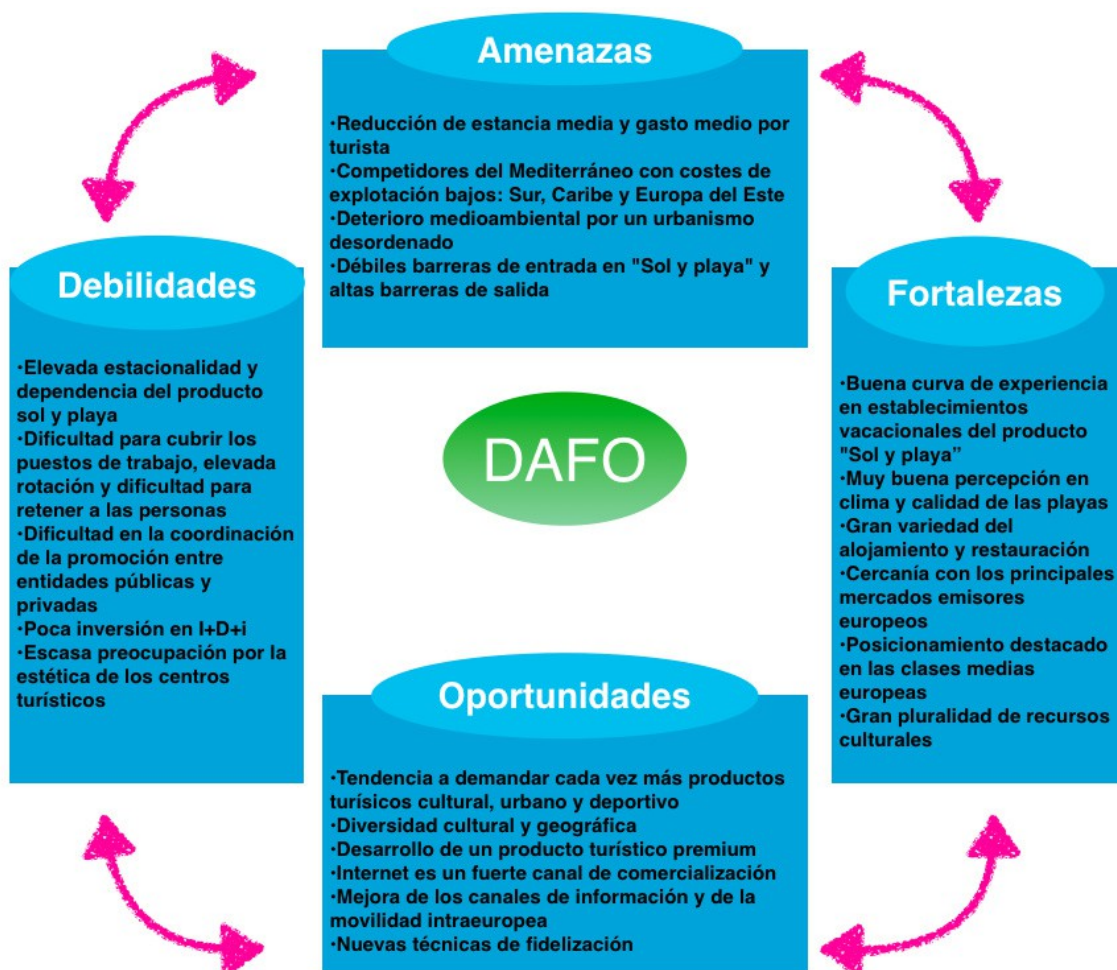 Amenazas
·Reducción de estancia media y gasto medio por
turista
·Competidores del Mediterráneo con costes de
explotación bajos: Sur, Caribe y Europa del Este
·Deterioro medioambiental por un urbanismo
desordenado
·Débiles barreras de entrada en "Sol y playa" y
altas barreras de salida
Debilidades
·Elevada estacionalidad y
dependencia del producto
sol y playa
·Dificultad para cubrir los
puestos de trabajo, elevada
rotación y dificultad para
retener a las personas
·Dificultad en la coordinación
de la promoción entre
entidades públicas y
privadas
·Poca inversión en I+D+i
·Escasa preocupación por la
estética de los centros
turísticos
DAFO
Fortalezas
·Buena curva de experiencia
en establecimientos
vacacionales del producto
"Sol y playa”
·Muy buena percepción en
clima y calidad de las playas
·Gran variedad del
alojamiento y restauración
·Cercanía con los principales
mercados emisores
europeos
·Posicionamiento destacado
en las clases medias
europeas
·Gran pluralidad de recursos
culturales
Oportunidades
·Tendencia a demandar cada vez más productos
turísicos cultural, urbano y deportivo
·Diversidad cultural y geográfica
·Desarrollo de un producto turístico premium
·Internet es un fuerte canal de comercialización
·Mejora de los canales de información y de la
movilidad intraeuropea
·Nuevas técnicas de fidelización